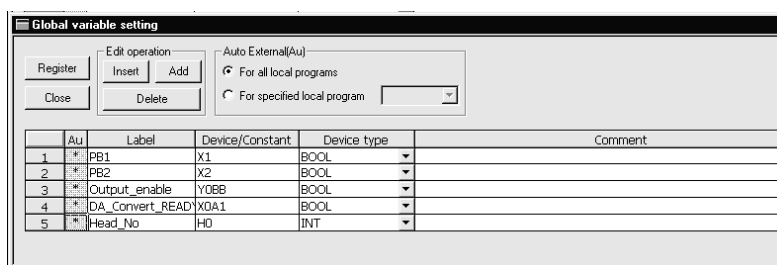 Global variable setting
Edit operation
Auto External(Au)
Register
Insert
Add
For all local programs
Close
Delete
For specified local program
Au Label Device/Constant Device type Comment
1 * PB1 X1 BOOL
2 * PB2 X2 BOOL
3 * Output_enable Y0BB BOOL
4 * DA_Convert_READY X0A1 BOOL
5 * Head_No H0 INT